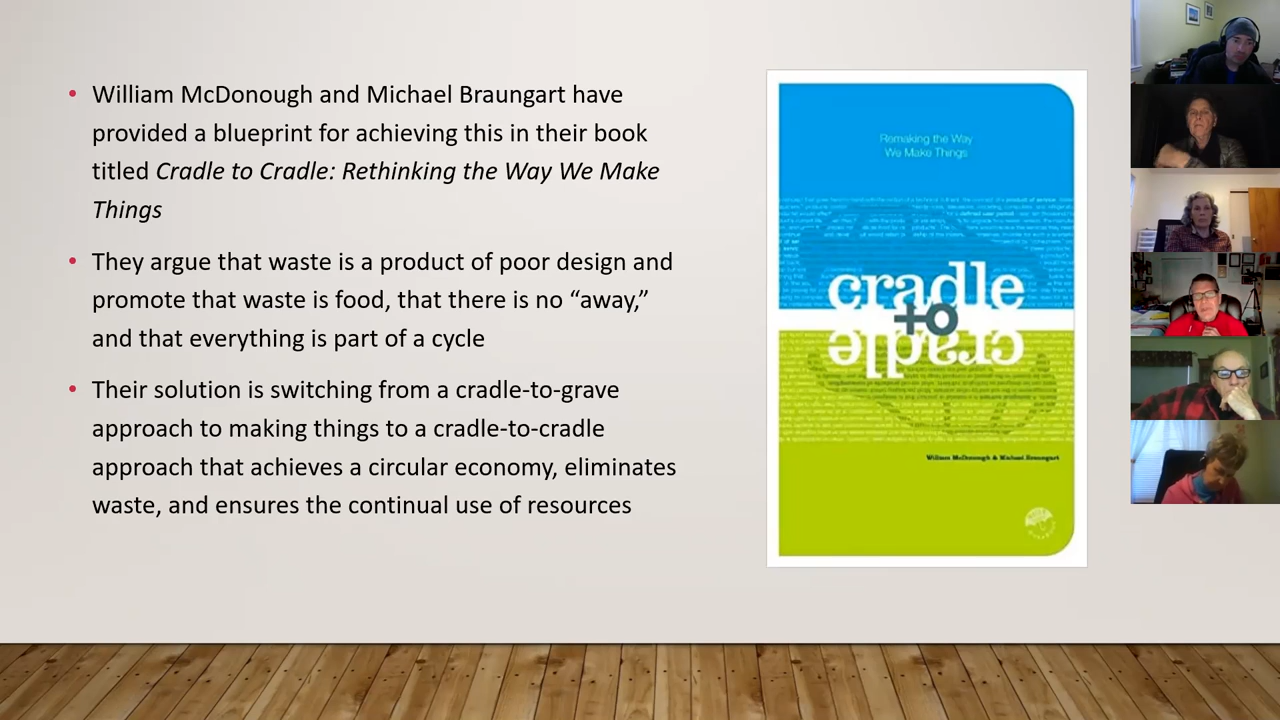 William McDonough and Michael Braungart have
provided a blueprint for achieving this in their book
titled Cradle to Cradle: Rethinking the Way We Make
Things
They argue that waste is a product of poor design and
promote that waste is food, that there is no “away,”
and that everything is part of a cycle
Their solution is switching from a cradle-to-grave
approach to making things to a cradle-to-cradle
approach that achieves a circular economy, eliminates
waste, and ensures the continual use of resources
Remaking the Way
We Make Things
cradle
to
cradle
William McDonough & Michael Braungart